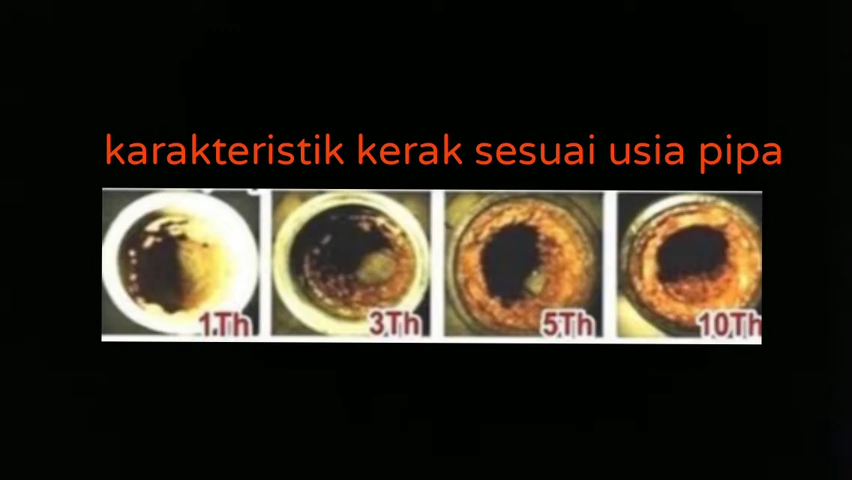 karakteristik kerak sesuai usia pipa
1Th
3Th
5Th
10Th